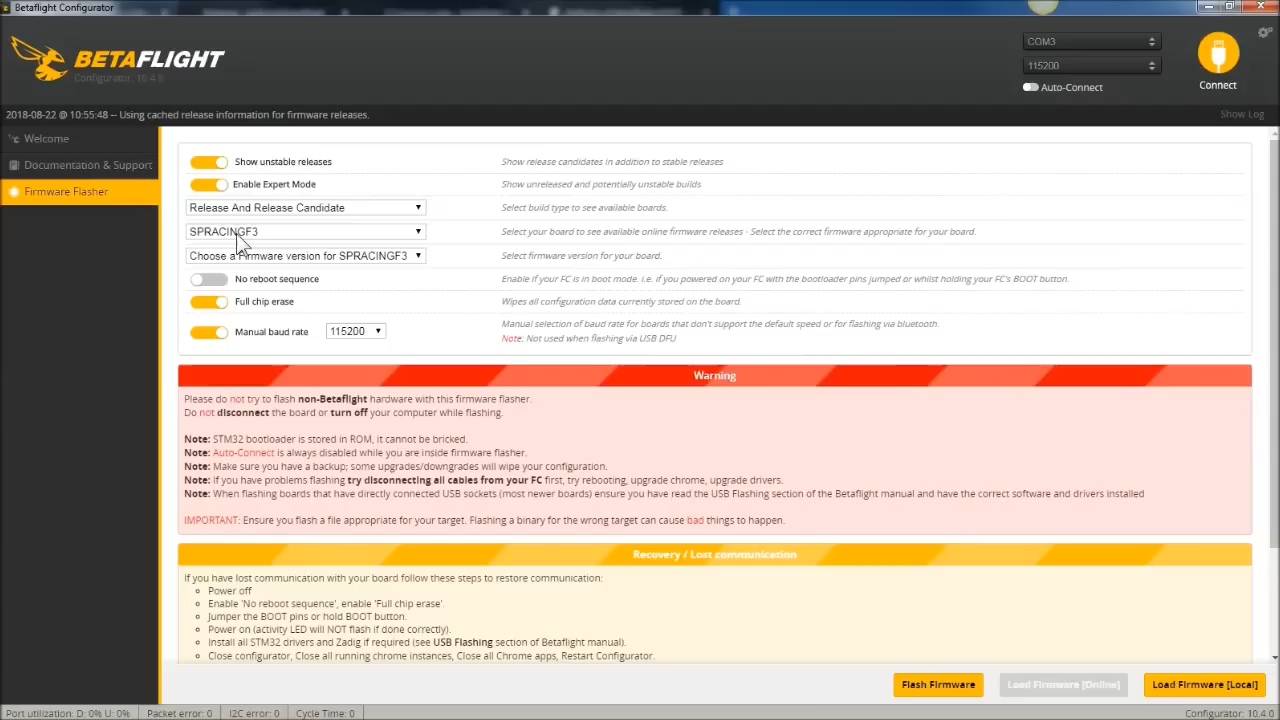 Betaflight Configurator
BETAFLIGHT
Configurator: 10.4.0
COM3
115200
Auto-Connect
Connect
2018-08-22 @ 10:55:48 -- Using cached release information for firmware releases.
Show Log
Welcome
Documentation & Support
Firmware Flasher
Show unstable releases
Show release candidates in addition to stable releases
Enable Expert Mode
Show unreleased and potentially unstable builds
Release And Release Candidate
Select build type to see available boards.
SPRACINGF3
Select your board to see available online firmware releases - Select the correct firmware appropriate for your board.
Choose a Firmware version for SPRACINGF3
Select firmware version for your board.
No reboot sequence
Enable if your FC is in boot mode. i.e. if you powered on your FC with the bootloader pins jumped or whilst holding your FC's BOOT button.
Full chip erase
Wipes all configuration data currently stored on the board.
Manual baud rate
115200
Manual selection of baud rate for boards that don't support the default speed or for flashing via bluetooth.
Note: Not used when flashing via USB DFU
Warning
Please do not try to flash non-Betaflight hardware with this firmware flasher.
Do not disconnect the board or turn off your computer while flashing.
Note: STM32 bootloader is stored in ROM, it cannot be bricked.
Note: Auto-Connect is always disabled while you are inside firmware flasher.
Note: Make sure you have a backup; some upgrades/downgrades will wipe your configuration.
Note: If you have problems flashing try disconnecting all cables from your FC first, try rebooting, upgrade chrome, upgrade drivers.
Note: When flashing boards that have directly connected USB sockets (most newer boards) ensure you have read the USB Flashing section of the Betaflight manual and have the correct software and drivers installed
IMPORTANT: Ensure you flash a file appropriate for your target. Flashing a binary for the wrong target can cause bad things to happen.
Recovery / Lost communication
If you have lost communication with your board follow these steps to restore communication:
Power off
Enable 'No reboot sequence', enable 'Full chip erase'.
Jumper the BOOT pins or hold BOOT button.
Power on (activity LED will NOT flash if done correctly).
Install all STM32 drivers and Zadig if required (see USB Flashing section of Betaflight manual).
Close configurator, Close all running chrome instances, Close all Chrome apps, Restart Configurator.
Flash Firmware
Load Firmware [Online]
Load Firmware [Local]
Port utilization: D: 0% U: 0%
Packet error: 0
I2C error: 0
Cycle Time: 0
Configurator: 10.4.0